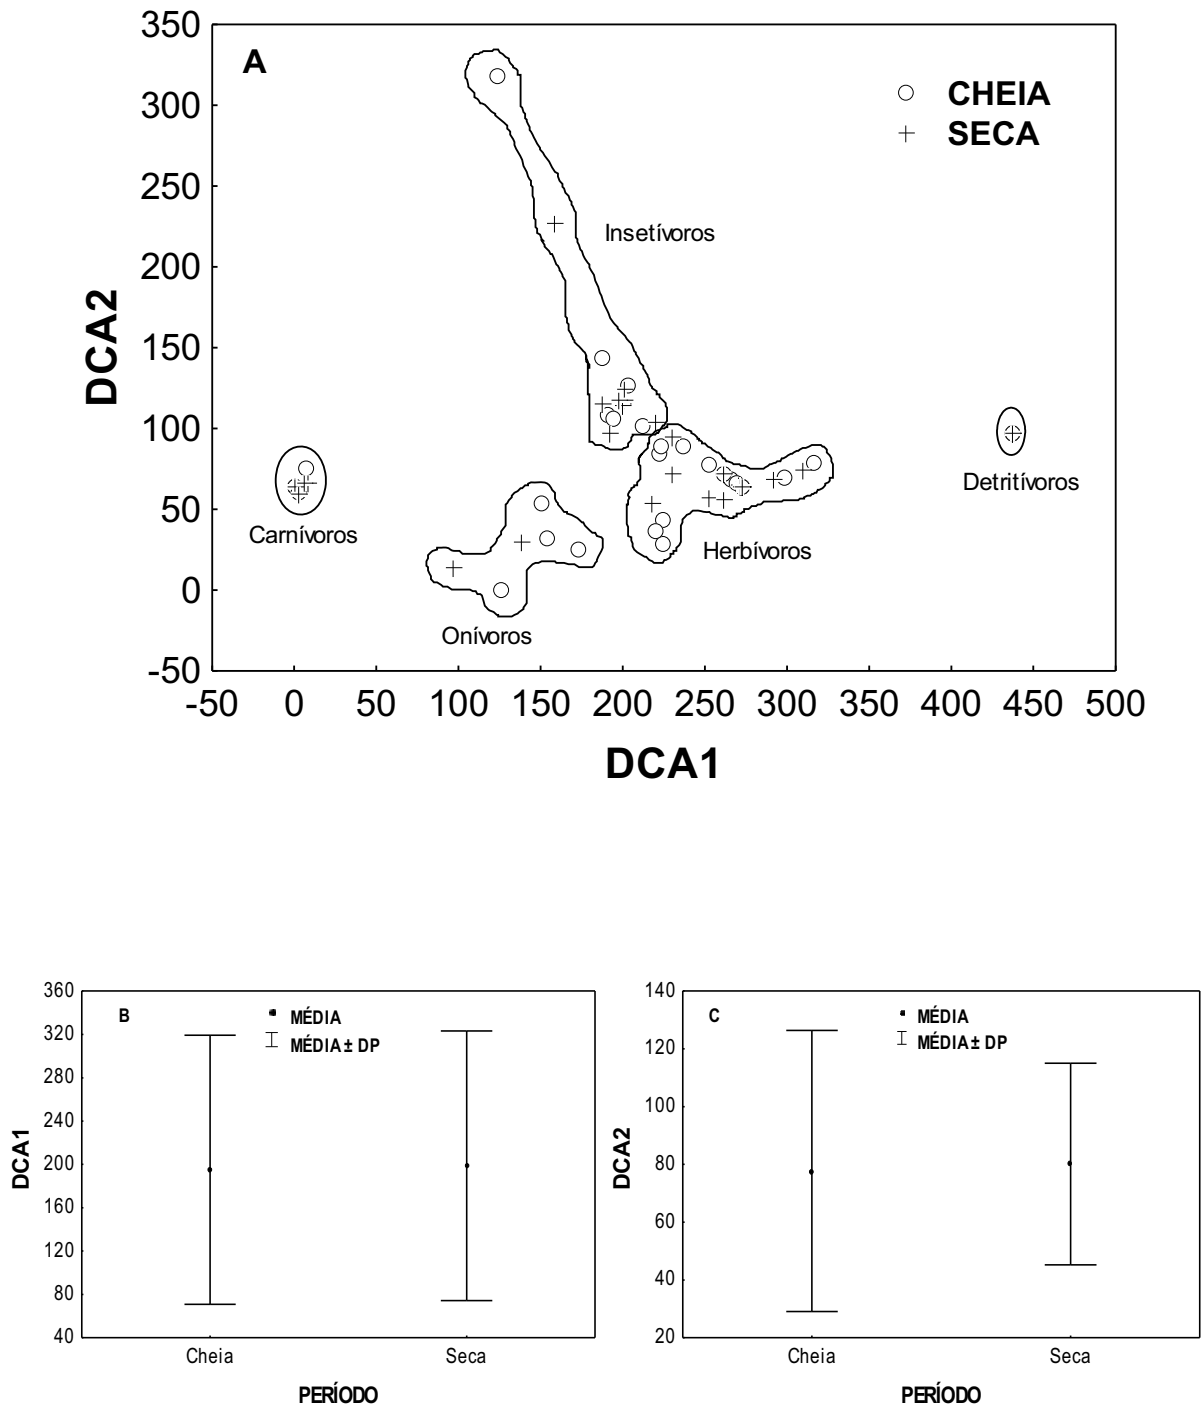 350
A
CHEIA
300
SECA
250
Insetívoros
200
DCA2
150
100
Detritívoros
50
Carnívoros
Herbívoros
0
Onívoros
-50
-50 0 50 100 150 200 250 300 350 400 450 500
DCA1
360
B
MÉDIA
320
MÉDIA ± DP
280
240
DCA1
200
160
120
80
40
Cheia Seca
PERÍODO
140
C
MÉDIA
120
MÉDIA ± DP
100
DCA2
80
60
40
20
Cheia Seca
PERÍODO